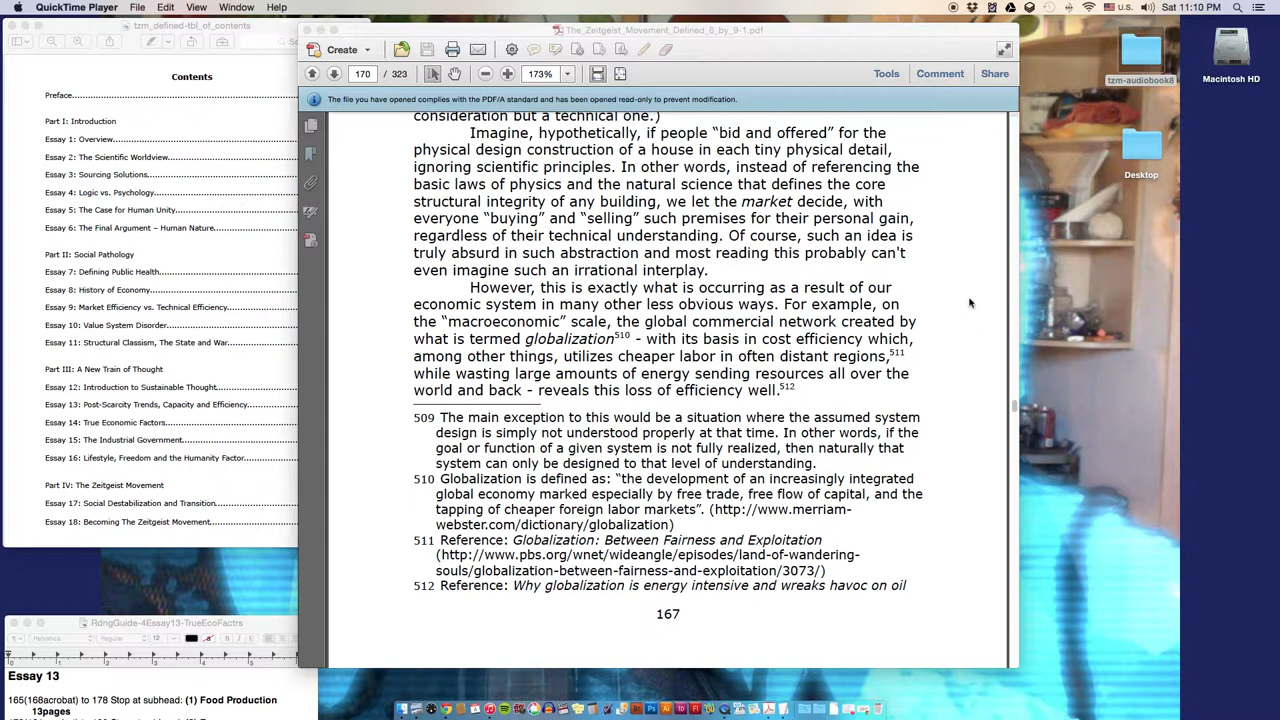 QuickTime Player File Edit View Window Help
U.S. Sat 11:10 PM
tzm_defined-tbl_of_contents
Contents
Preface
Part I: Introduction
Essay 1: Overview
Essay 2: The Scientific Worldview
Essay 3: Sourcing Solutions
Essay 4: Logic vs. Psychology
Essay 5: The Case for Human Unity
Essay 6: The Final Argument – Human Nature
Part II: Social Pathology
Essay 7: Defining Public Health
Essay 8: History of Economy
Essay 9: Market Efficiency vs. Technical Efficiency
Essay 10: Value System Disorder
Essay 11: Structural Classism, The State and War
Part III: A New Train of Thought
Essay 12: Introduction to Sustainable Thought
Essay 13: Post-Scarcity Trends, Capacity and Efficiency
Essay 14: True Economic Factors
Essay 15: The Industrial Government
Essay 16: Lifestyle, Freedom and the Humanity Factor
Part IV: The Zeitgeist Movement
Essay 17: Social Destabilization and Transition
Essay 18: Becoming The Zeitgeist Movement
The_Zeitgeist_Movement_Defined_6_by_9-1.pdf
Create
170 / 323 173% Tools Comment Share
The file you have opened complies with the PDF/A standard and has been opened read-only to prevent modification.
consideration but a technical one.)
Imagine, hypothetically, if people “bid and offered” for the
physical design construction of a house in each tiny physical detail,
ignoring scientific principles. In other words, instead of referencing the
basic laws of physics and the natural science that defines the core
structural integrity of any building, we let the market decide, with
everyone “buying” and “selling” such premises for their personal gain,
regardless of their technical understanding. Of course, such an idea is
truly absurd in such abstraction and most reading this probably can't
even imagine such an irrational interplay.
However, this is exactly what is occurring as a result of our
economic system in many other less obvious ways. For example, on
the “macroeconomic” scale, the global commercial network created by
what is termed globalization510 - with its basis in cost efficiency which,
among other things, utilizes cheaper labor in often distant regions,511
while wasting large amounts of energy sending resources all over the
world and back - reveals this loss of efficiency well.512
509 The main exception to this would be a situation where the assumed system
design is simply not understood properly at that time. In other words, if the
goal or function of a given system is not fully realized, then naturally that
system can only be designed to that level of understanding.
510 Globalization is defined as: “the development of an increasingly integrated
global economy marked especially by free trade, free flow of capital, and the
tapping of cheaper foreign labor markets”. (http://www.merriam-
webster.com/dictionary/globalization)
511 Reference: Globalization: Between Fairness and Exploitation
(http://www.pbs.org/wnet/wideangle/episodes/land-of-wandering-
souls/globalization-between-fairness-and-exploitation/3073/)
512 Reference: Why globalization is energy intensive and wreaks havoc on oil
167
tzm-audiobook8
Macintosh HD
Desktop
RdngGuide-4Essay13-TrueEcoFactrs
Helvetica 12 B I U
0 1 2 3 4 5
Essay 13
165(168acrobat) to 178 Stop at subhead: (1) Food Production
13pages